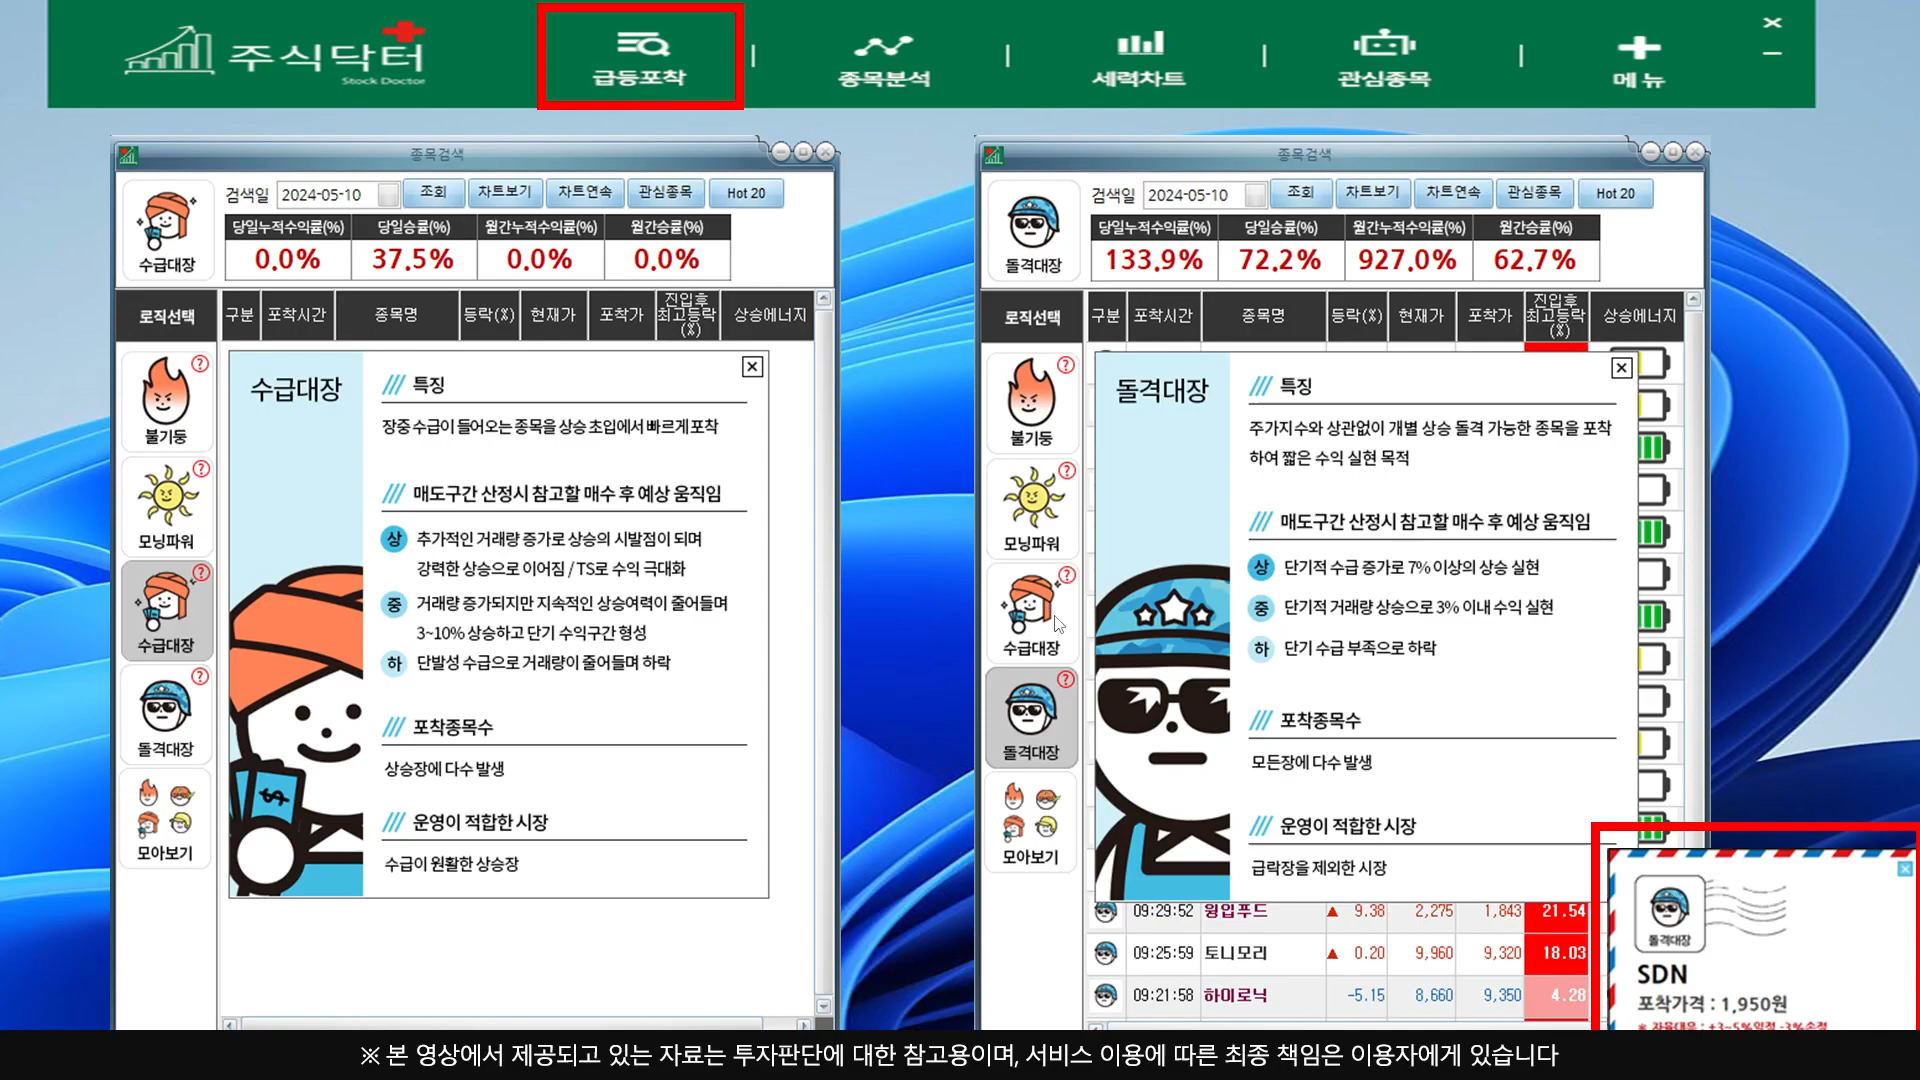 주식닥터
Stock Doctor
급등포착
종목분석
세력차트
관심종목
메뉴
종목검색
수급대장
검색일 2024-05-10 조회 차트보기 차트연속 관심종목 Hot 20
당일누적수익률(%) 당일승률(%) 월간누적수익률(%) 월간승률(%)
0.0% 37.5% 0.0% 0.0%
로직선택 구분 포착시간 종목명 등락(%) 현재가 포착가 진입후 최고등락 (%) 상승에너지
불기둥
모닝파워
수급대장
돌격대장
모아보기
수급대장
/// 특징
장중 수급이 들어오는 종목을 상승 초입에서 빠르게 포착
/// 매도구간 산정시 참고할 매수 후 예상 움직임
상 추가적인 거래량 증가로 상승의 시발점이 되며
강력한 상승으로 이어짐 / TS로 수익 극대화
중 거래량 증가되지만 지속적인 상승여력이 줄어들며
3~10% 상승하고 단기 수익구간 형성
하 단발성 수급으로 거래량이 줄어들며 하락
/// 포착종목수
상승장에 다수 발생
/// 운영이 적합한 시장
수급이 원활한 상승장
종목검색
돌격대장
검색일 2024-05-10 조회 차트보기 차트연속 관심종목 Hot 20
당일누적수익률(%) 당일승률(%) 월간누적수익률(%) 월간승률(%)
133.9% 72.2% 927.0% 62.7%
로직선택 구분 포착시간 종목명 등락(%) 현재가 포착가 진입후 최고등락 (%) 상승에너지
불기둥
모닝파워
수급대장
돌격대장
모아보기
돌격대장
/// 특징
주가지수와 상관없이 개별 상승 돌격 가능한 종목을 포착
하여 짧은 수익 실현 목적
/// 매도구간 산정시 참고할 매수 후 예상 움직임
상 단기적 수급 증가로 7% 이상의 상승 실현
중 단기적 거래량 상승으로 3% 이내 수익 실현
하 단기 수급 부족으로 하락
/// 포착종목수
모든장에 다수 발생
/// 운영이 적합한 시장
급락장을 제외한 시장
09:29:52 윙입푸드 ▲ 9.38 2,275 1,843 21.54
09:25:59 토니모리 ▲ 0.20 9,960 9,320 18.03
09:21:58 하이로닉 -5.15 8,660 9,350 4.28
돌격대장
SDN
포착가격 : 1,950원
※ 본 영상에서 제공되고 있는 자료는 투자판단에 대한 참고용이며, 서비스 이용에 따른 최종 책임은 이용자에게 있습니다